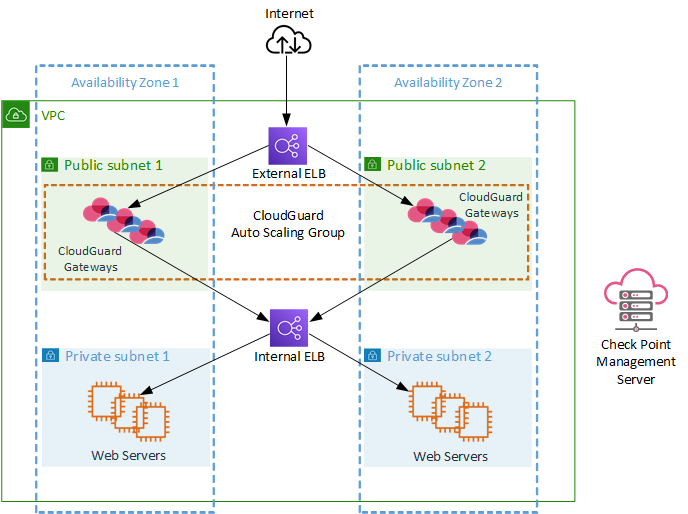 Internet
Availability Zone 1
Availability Zone 2
VPC
Public subnet 1
External ELB
Public subnet 2
CloudGuard
Gateways
CloudGuard
Auto Scaling Group
CloudGuard
Gateways
Private subnet 1
Internal ELB
Private subnet 2
Check Point
Management
Server
Web Servers
Web Servers